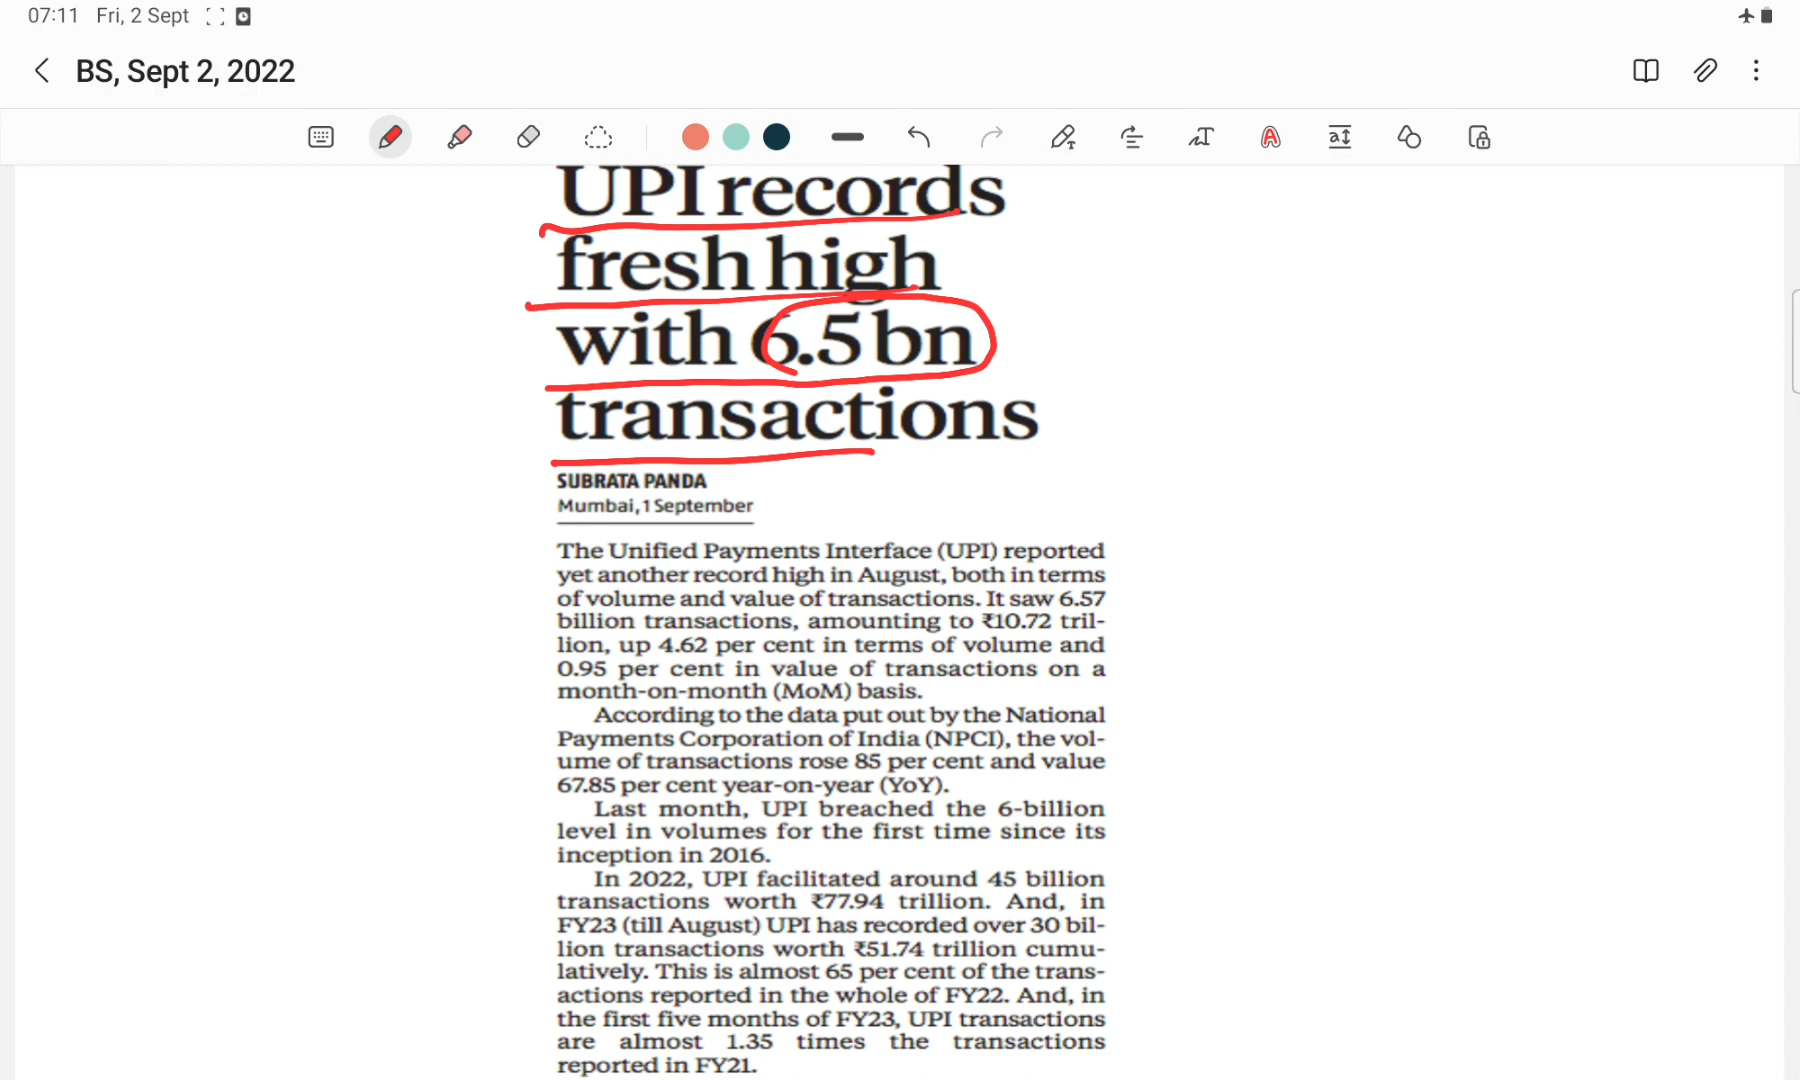 07:11 Fri, 2 Sept
BS, Sept 2, 2022
UPI records
fresh high
with 6.5 bn
transactions
SUBRATA PANDA
Mumbai, 1 September
The Unified Payments Interface (UPI) reported
yet another record high in August, both in terms
of volume and value of transactions. It saw 6.57
billion transactions, amounting to ₹10.72 tril-
lion, up 4.62 per cent in terms of volume and
0.95 per cent in value of transactions on a
month-on-month (MoM) basis.
According to the data put out by the National
Payments Corporation of India (NPCI), the vol-
ume of transactions rose 85 per cent and value
67.85 per cent year-on-year (YoY).
Last month, UPI breached the 6-billion
level in volumes for the first time since its
inception in 2016.
In 2022, UPI facilitated around 45 billion
transactions worth ₹77.94 trillion. And, in
FY23 (till August) UPI has recorded over 30 bil-
lion transactions worth ₹51.74 trillion cumu-
latively. This is almost 65 per cent of the trans-
actions reported in the whole of FY22. And, in
the first five months of FY23, UPI transactions
are almost 1.35 times the transactions
reported in FY21.